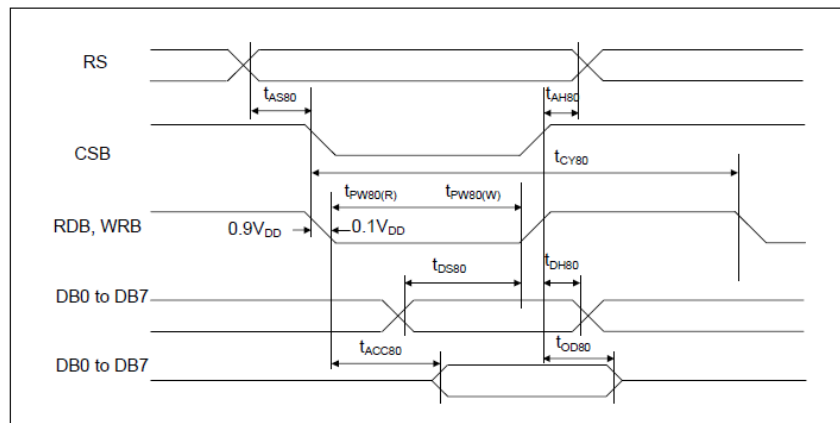 RS
tAS80
tAH80
CSB
tCY80
tPW80(R) tPW80(W)
RDB, WRB
0.9VDD 0.1VDD
tDS80 tDH80
DB0 to DB7
tACC80 tOD80
DB0 to DB7